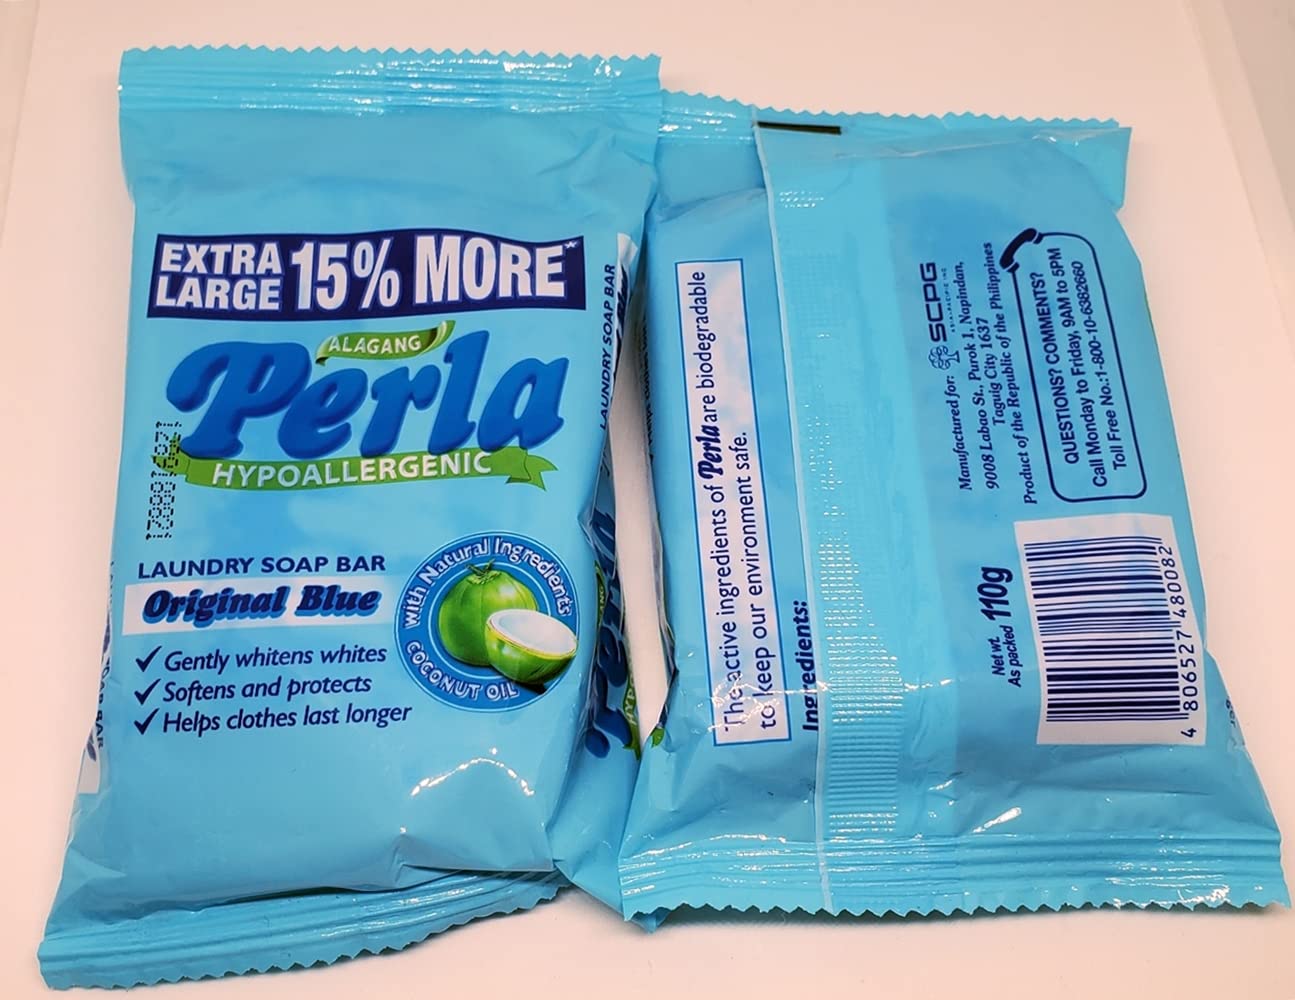 EXTRA LARGE 15% MORE*
ALAGANG
Perla
HYPOALLERGENIC
LAUNDRY SOAP BAR
Original Blue
✓ Gently whitens whites
✓ Softens and protects
✓ Helps clothes last longer
with Natural Ingredients
COCONUT OIL
LAUNDRY SOAP BAR
The active ingredients of Perla are biodegradable
to keep our environment safe.
Ingredients:
Manufactured for: SCPG
ASIA-PACIFIC INC
9008 Labao St., Purok 1, Napindan,
Taguig City 1637
Product of the Republic of the Philippines
QUESTIONS? COMMENTS?
Call Monday to Friday, 9AM to 5PM
Toll Free No.:1-800-10-6382660
Net wt.
As packed 110g
4 806527 480082